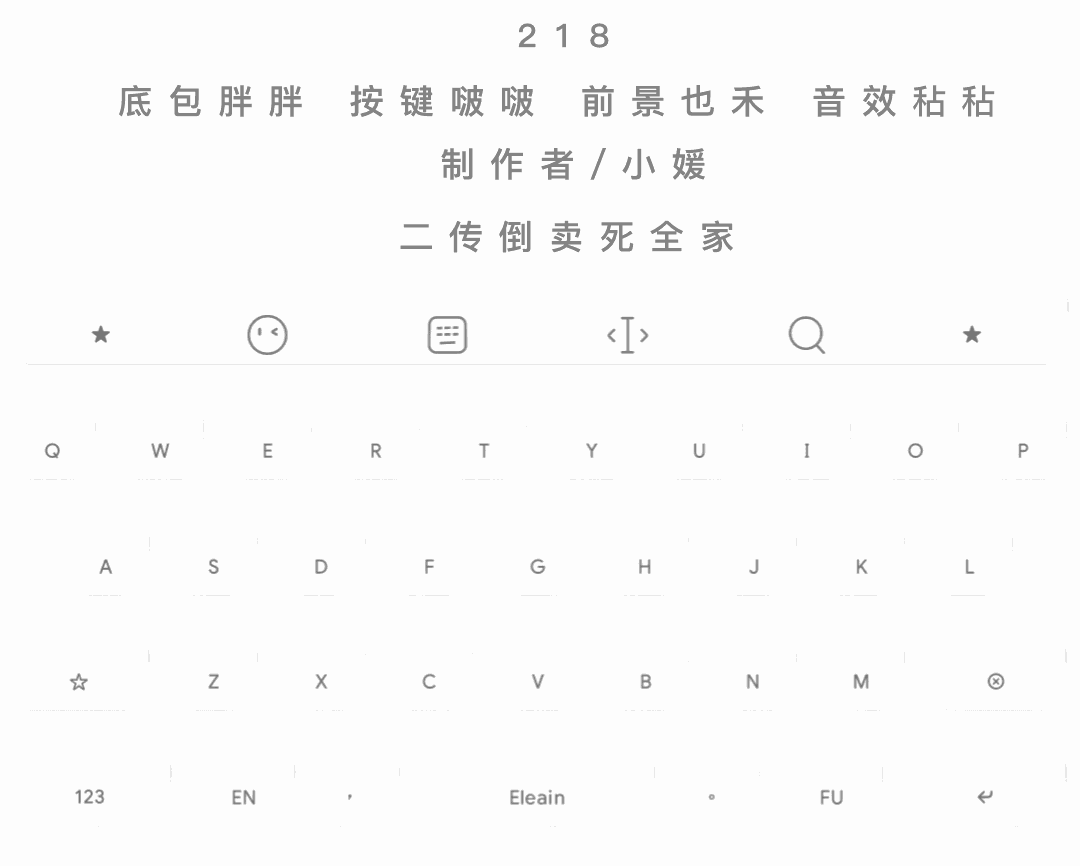 218
底包胖胖 按键啵啵 前景也禾 音效秥秥
制作者/小媛
二传倒卖死全家
Q W E R T Y U I O P
A S D F G H J K L
Z X C V B N M
123 EN , Eleain 。 FU